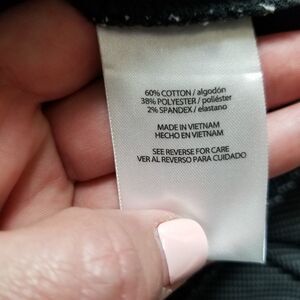 60% COTTON / algodón
38% POLYESTER / poliéster
2% SPANDEX / elastano
MADE IN VIETNAM
HECHO EN VIETNAM
SEE REVERSE FOR CARE
VER AL REVERSO PARA CUIDADO